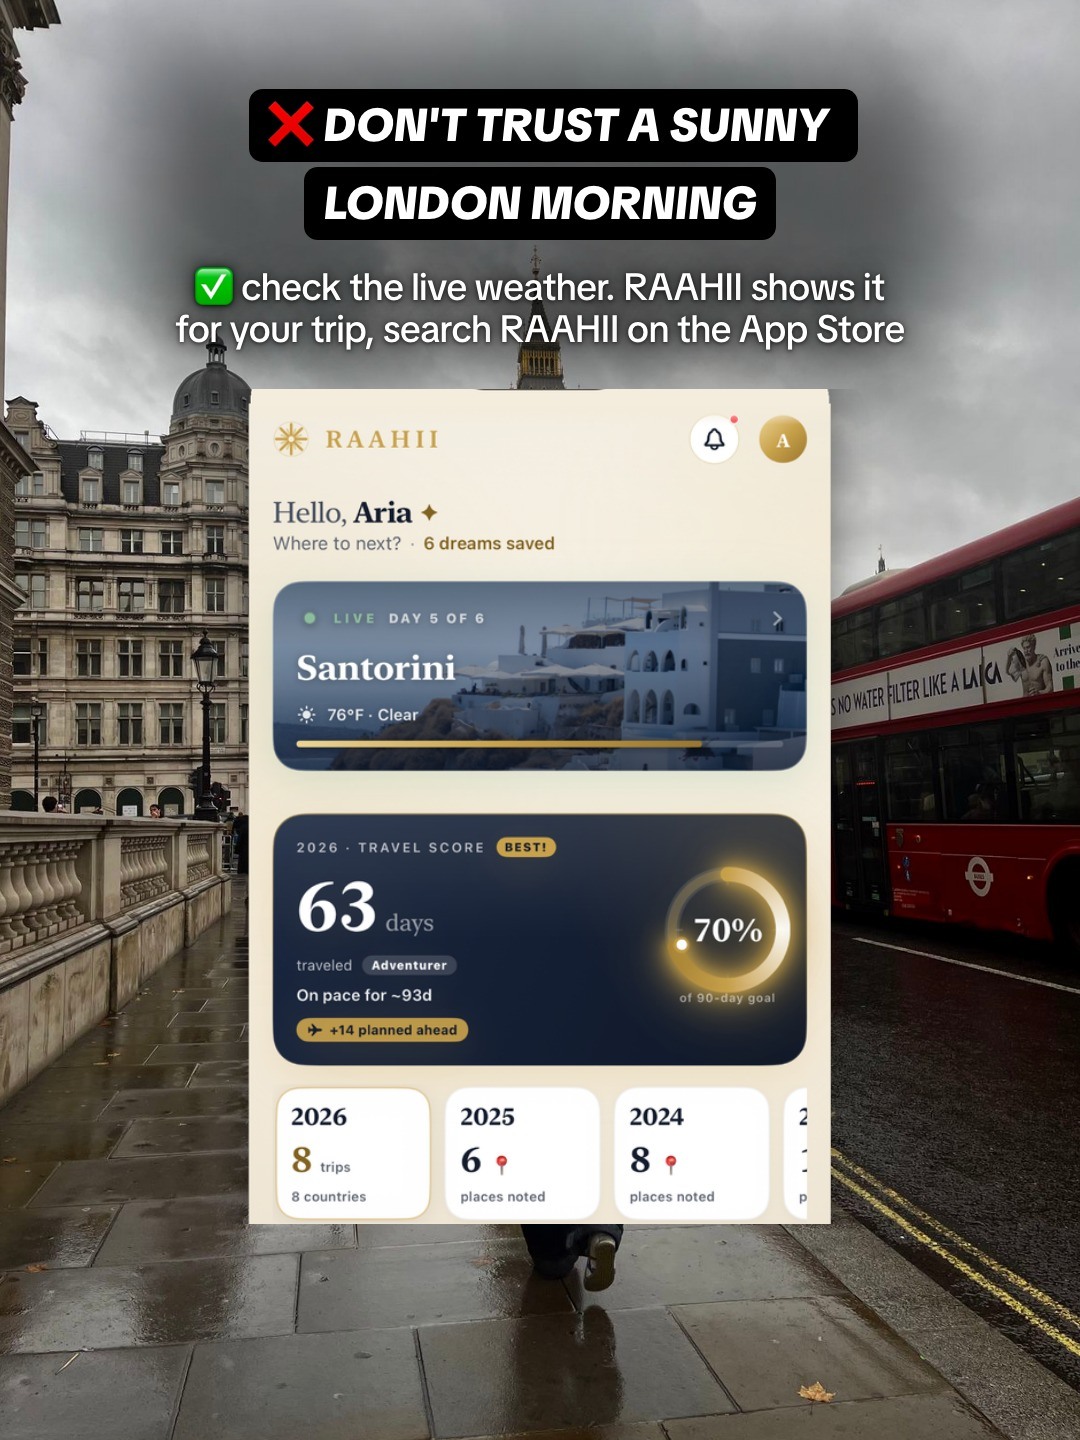 ❌ DON'T TRUST A SUNNY
LONDON MORNING
✅ check the live weather. RAAHII shows it
for your trip, search RAAHII on the App Store
RAAHII
A
Hello, Aria ✦
Where to next? · 6 dreams saved
LIVE DAY 5 OF 6
Santorini
76°F · Clear
2026 · TRAVEL SCORE BEST!
63 days
70%
traveled Adventurer
On pace for ~93d
of 90-day goal
+14 planned ahead
2026
8 trips
8 countries
2025
6 📍
places noted
2024
8 📍
places noted
S NO WATER FILTER LIKE A
Arrive
to the